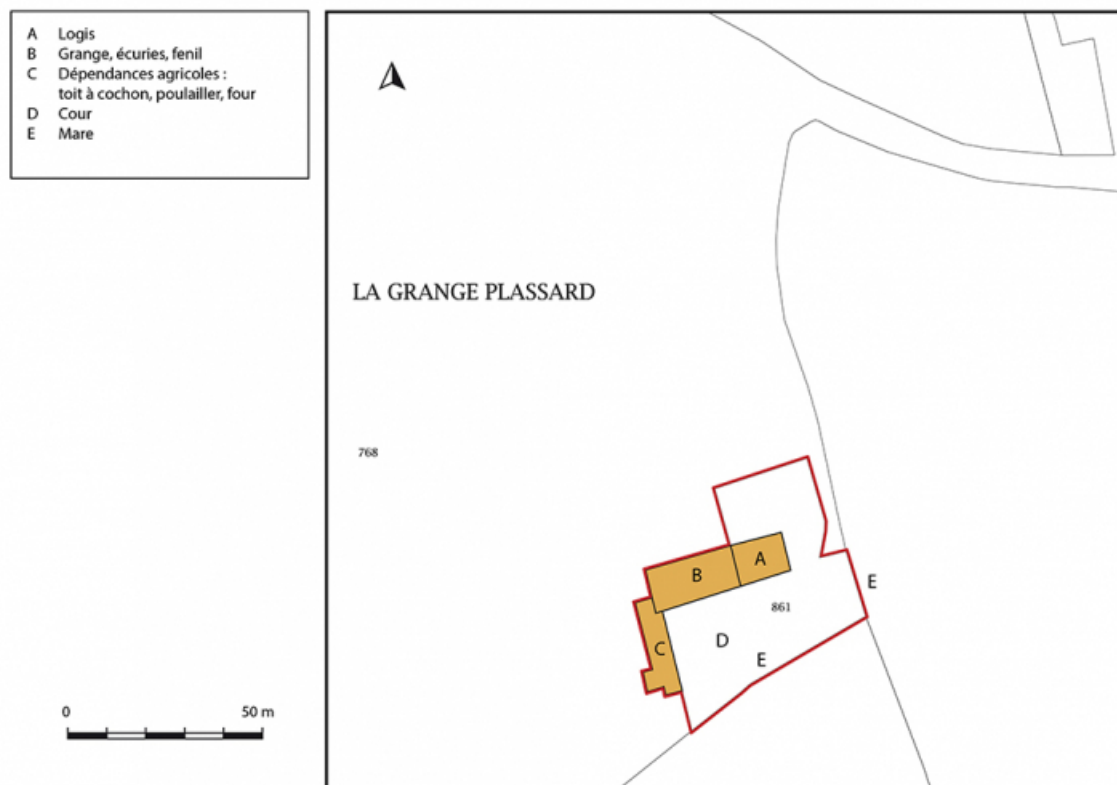 A Logis
B Grange, écuries, fenil
C Dépendances agricoles :
toit à cochon, poulailler, four
D Cour
E Mare
LA GRANGE PLASSARD
768
A
B
E
861
D
C
E
0 50 m